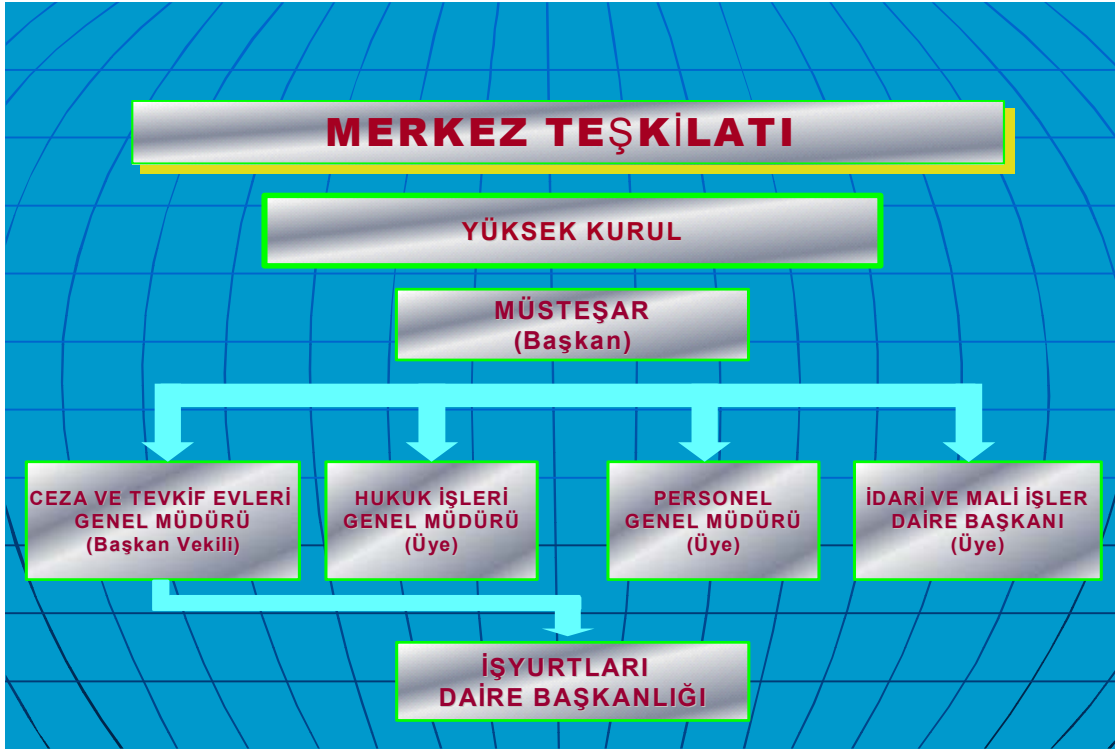 MERKEZ TEŞKİLATI
YÜKSEK KURUL
MÜSTEŞAR
(Başkan)
CEZA VE TEVKİF EVLERİ
GENEL MÜDÜRÜ
(Başkan Vekili)
HUKUK İŞLERİ
GENEL MÜDÜRÜ
(Üye)
PERSONEL
GENEL MÜDÜRÜ
(Üye)
İDARİ VE MALİ İŞLER
DAİRE BAŞKANI
(Üye)
İŞYURTLARI
DAİRE BAŞKANLIĞI